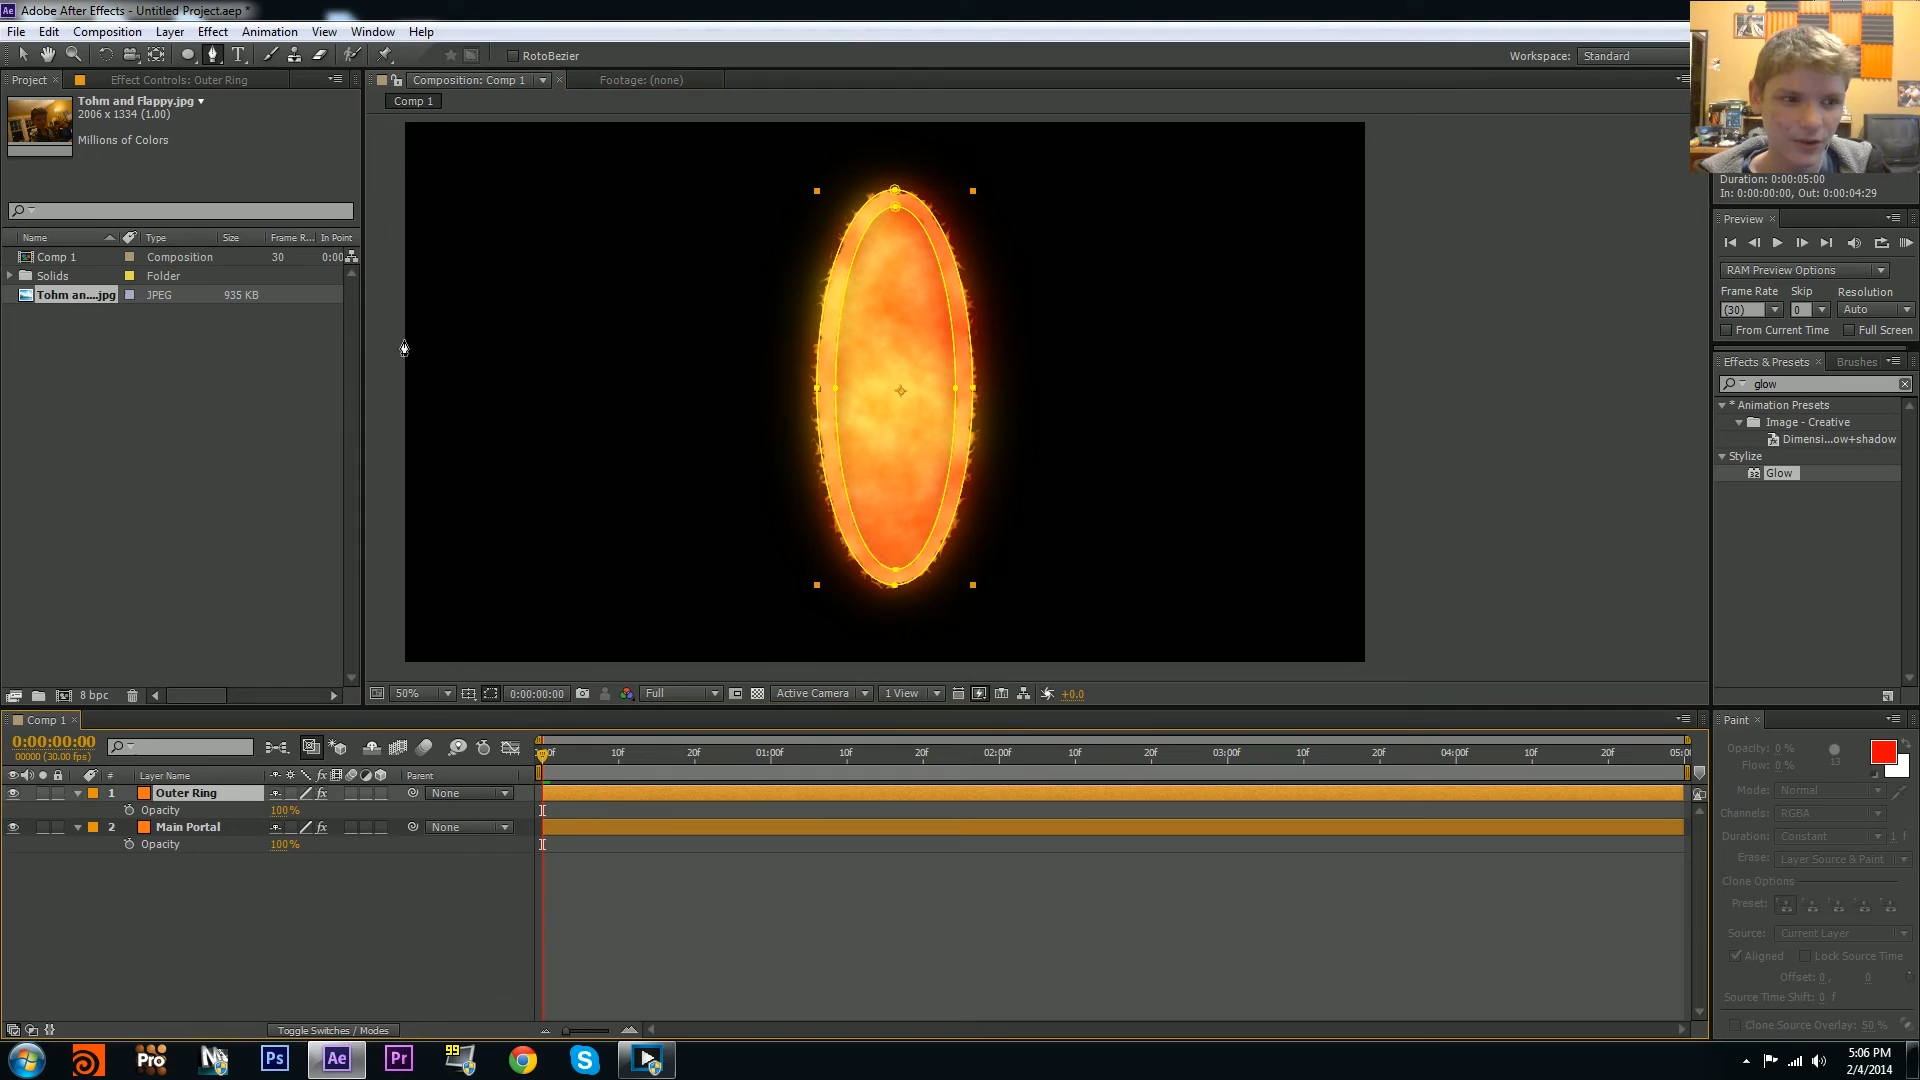 Adobe After Effects - Untitled Project.aep *
File Edit Composition Layer Effect Animation View Window Help
RotoBezier
Workspace: Standard
Project
Effect Controls: Outer Ring
Composition: Comp 1
Footage: (none)
Comp 1
Tohm and Flappy.jpg
2006 x 1334 (1.00)
Millions of Colors
Name Type Size Frame R... In Point
Comp 1 Composition 30 0:00
Solids Folder
Tohm an....jpg JPEG 935 KB
8 bpc
50% 0:00:00:00 Full Active Camera 1 View +0.0
Duration: 0:00:05:00
In: 0:00:00:00, Out: 0:00:04:29
Preview
RAM Preview Options
Frame Rate Skip Resolution
(30) 0 Auto
From Current Time Full Screen
Effects & Presets Brushes
glow
* Animation Presets
Image - Creative
Dimensi...ow+shadow
Stylize
Glow
Comp 1
0:00:00:00
00000 (30.00 fps)
:00f 10f 20f 01:00f 10f 20f 02:00f 10f 20f 03:00f 10f 20f 04:00f 10f 20f 05:00
# Layer Name Parent
1 Outer Ring None
Opacity 100%
2 Main Portal None
Opacity 100%
Toggle Switches / Modes
Paint
Opacity: 0 %
Flow: 0 %
13
Mode: Normal
Channels: RGBA
Duration: Constant 1 f
Erase: Layer Source & Paint
Clone Options
Preset:
Source: Current Layer
Aligned Lock Source Time
Offset: 0 , 0
Source Time Shift: 0 f
Clone Source Overlay: 50 %
Pro
Ps
Ae
Pr
99
5:06 PM
2/4/2014